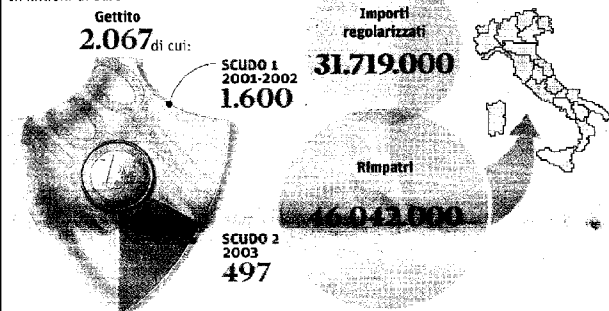 Gettito
2.067 di cui:
SCUDO 1
2001-2002
1.600
SCUDO 2
2003
497
Importi
regolarizzati
31.719.000
Rimpatri
46.042.000